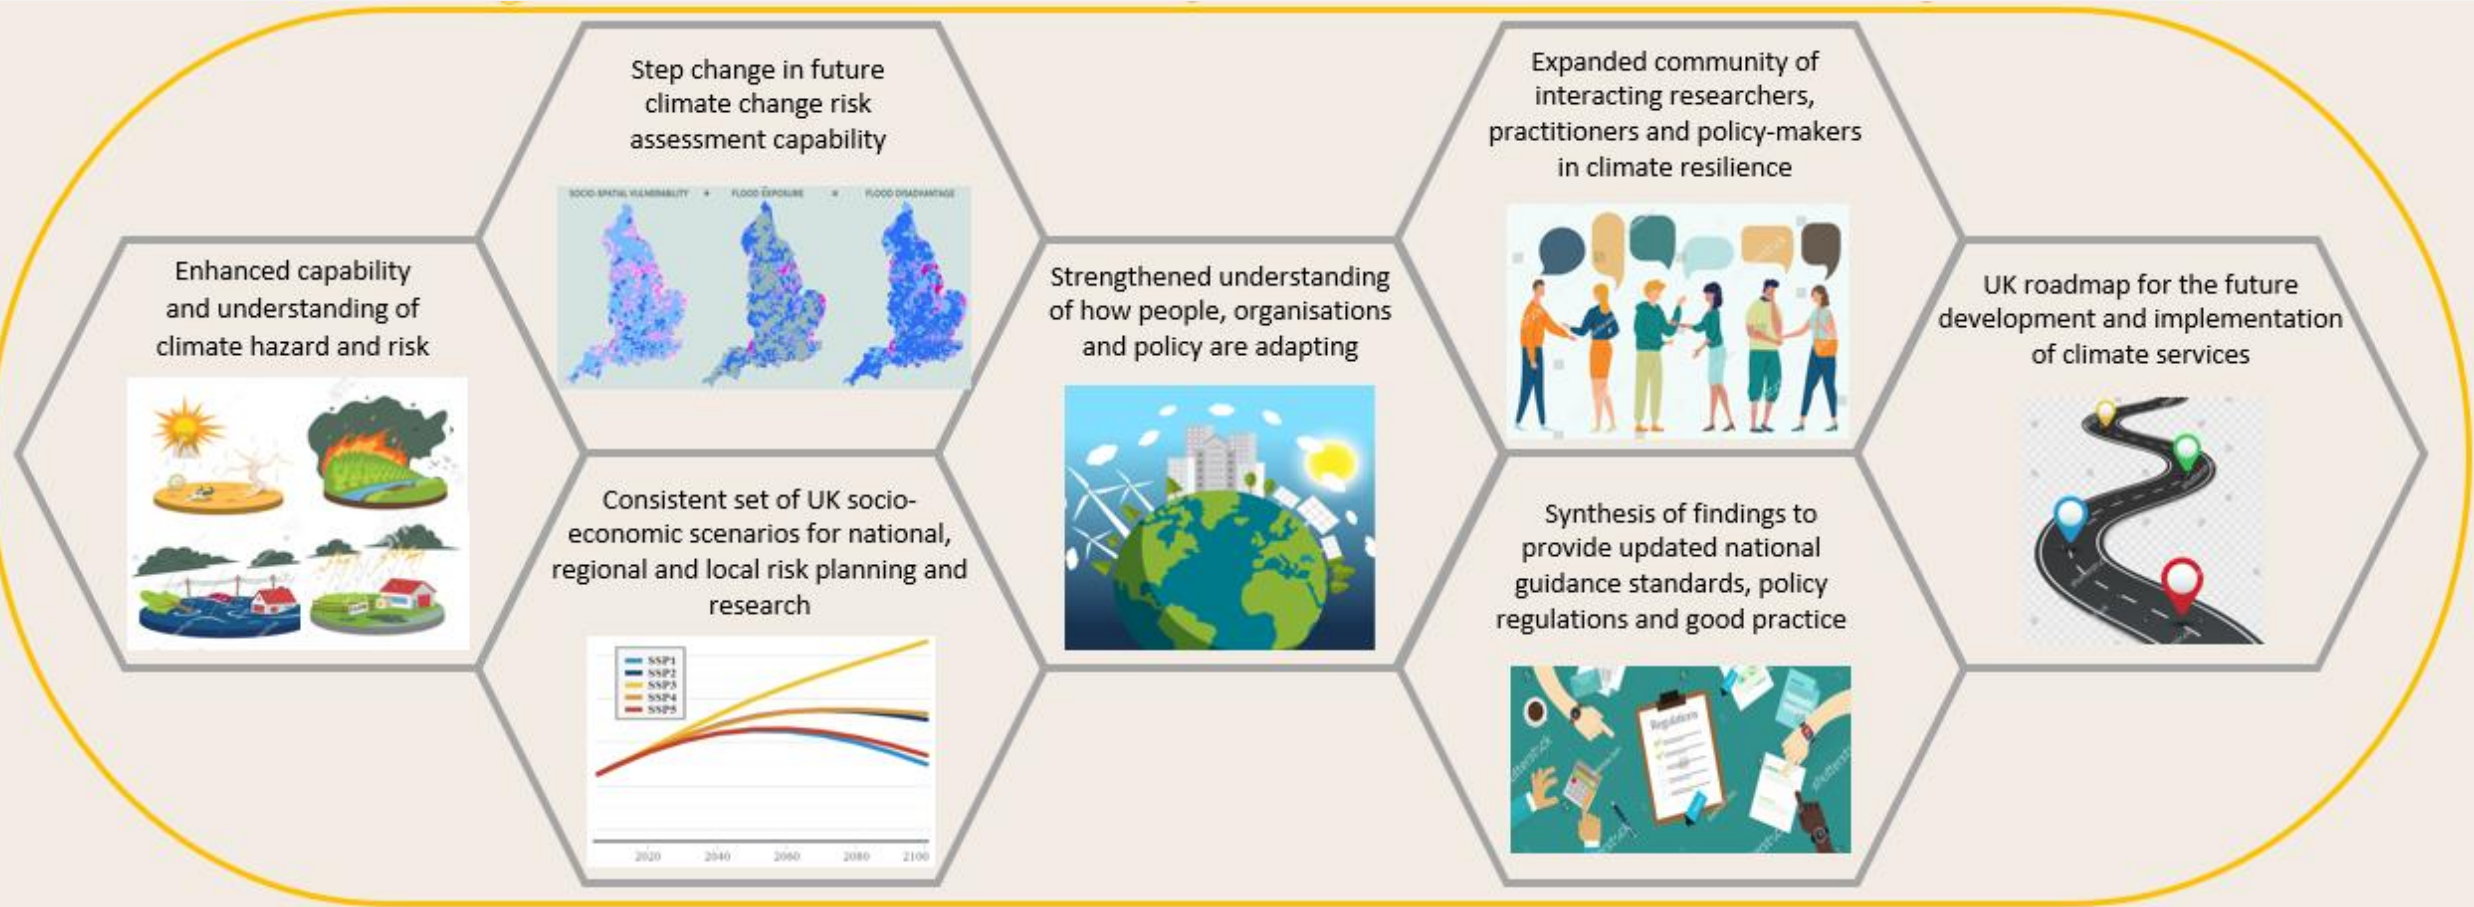 Enhanced capability
and understanding of
climate hazard and risk
Step change in future
climate change risk
assessment capability
SOCIO-SPATIAL VULNERABILITY + FLOOD EXPOSURE = FLOOD DISADVANTAGE
Consistent set of UK socio-
economic scenarios for national,
regional and local risk planning and
research
SSP1
SSP2
SSP3
SSP4
SSP5
2020 2040 2060 2080 2100
Strengthened understanding
of how people, organisations
and policy are adapting
Expanded community of
interacting researchers,
practitioners and policy-makers
in climate resilience
Synthesis of findings to
provide updated national
guidance standards, policy
regulations and good practice
Regulations
shutterstock
shutterstock
UK roadmap for the future
development and implementation
of climate services